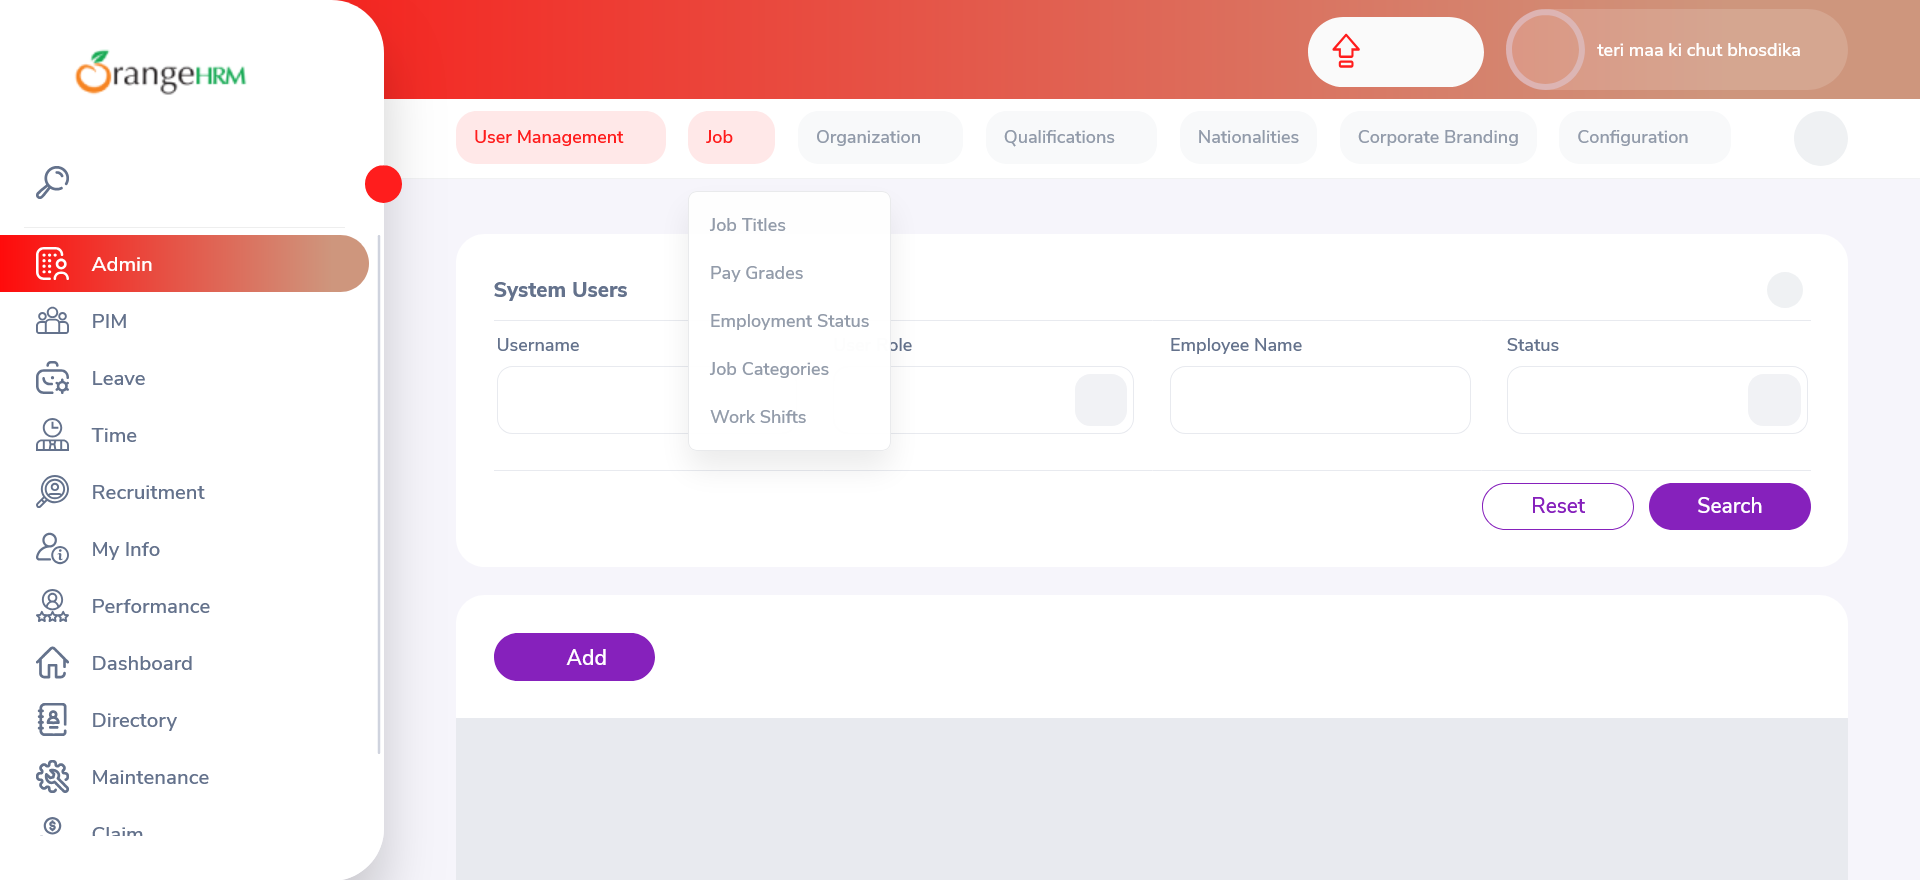 OrangeHRM
teri maa ki chut bhosdika
User Management
Job
Organization
Qualifications
Nationalities
Corporate Branding
Configuration
Admin
PIM
Leave
Time
Recruitment
My Info
Performance
Dashboard
Directory
Maintenance
Claim
Job Titles
Pay Grades
Employment Status
Job Categories
Work Shifts
System Users
Username
ole
Employee Name
Status
Reset
Search
Add